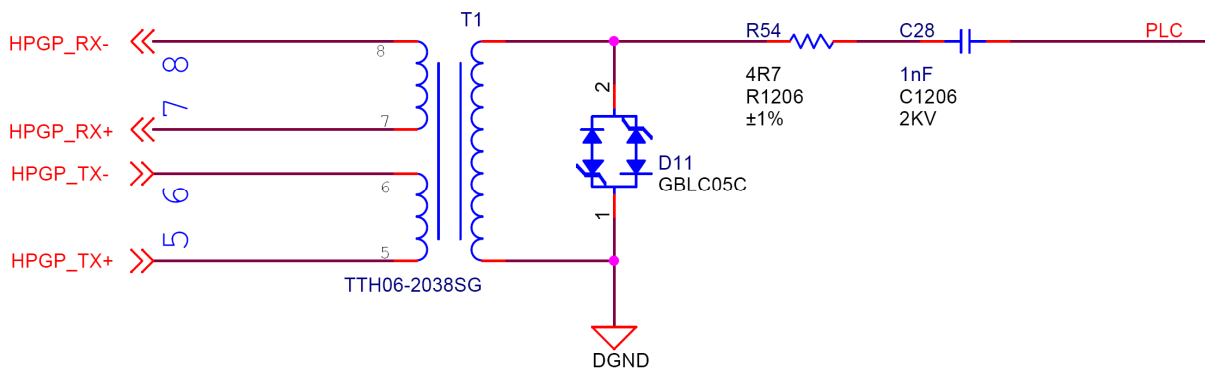 T1
HPGP_RX-
8
8
R54
C28
PLC
4R7
1nF
R1206
C1206
±1%
2KV
2
HPGP_RX+
7
7
HPGP_TX-
6
6
D11
GBLC05C
1
HPGP_TX+
5
5
TTH06-2038SG
DGND